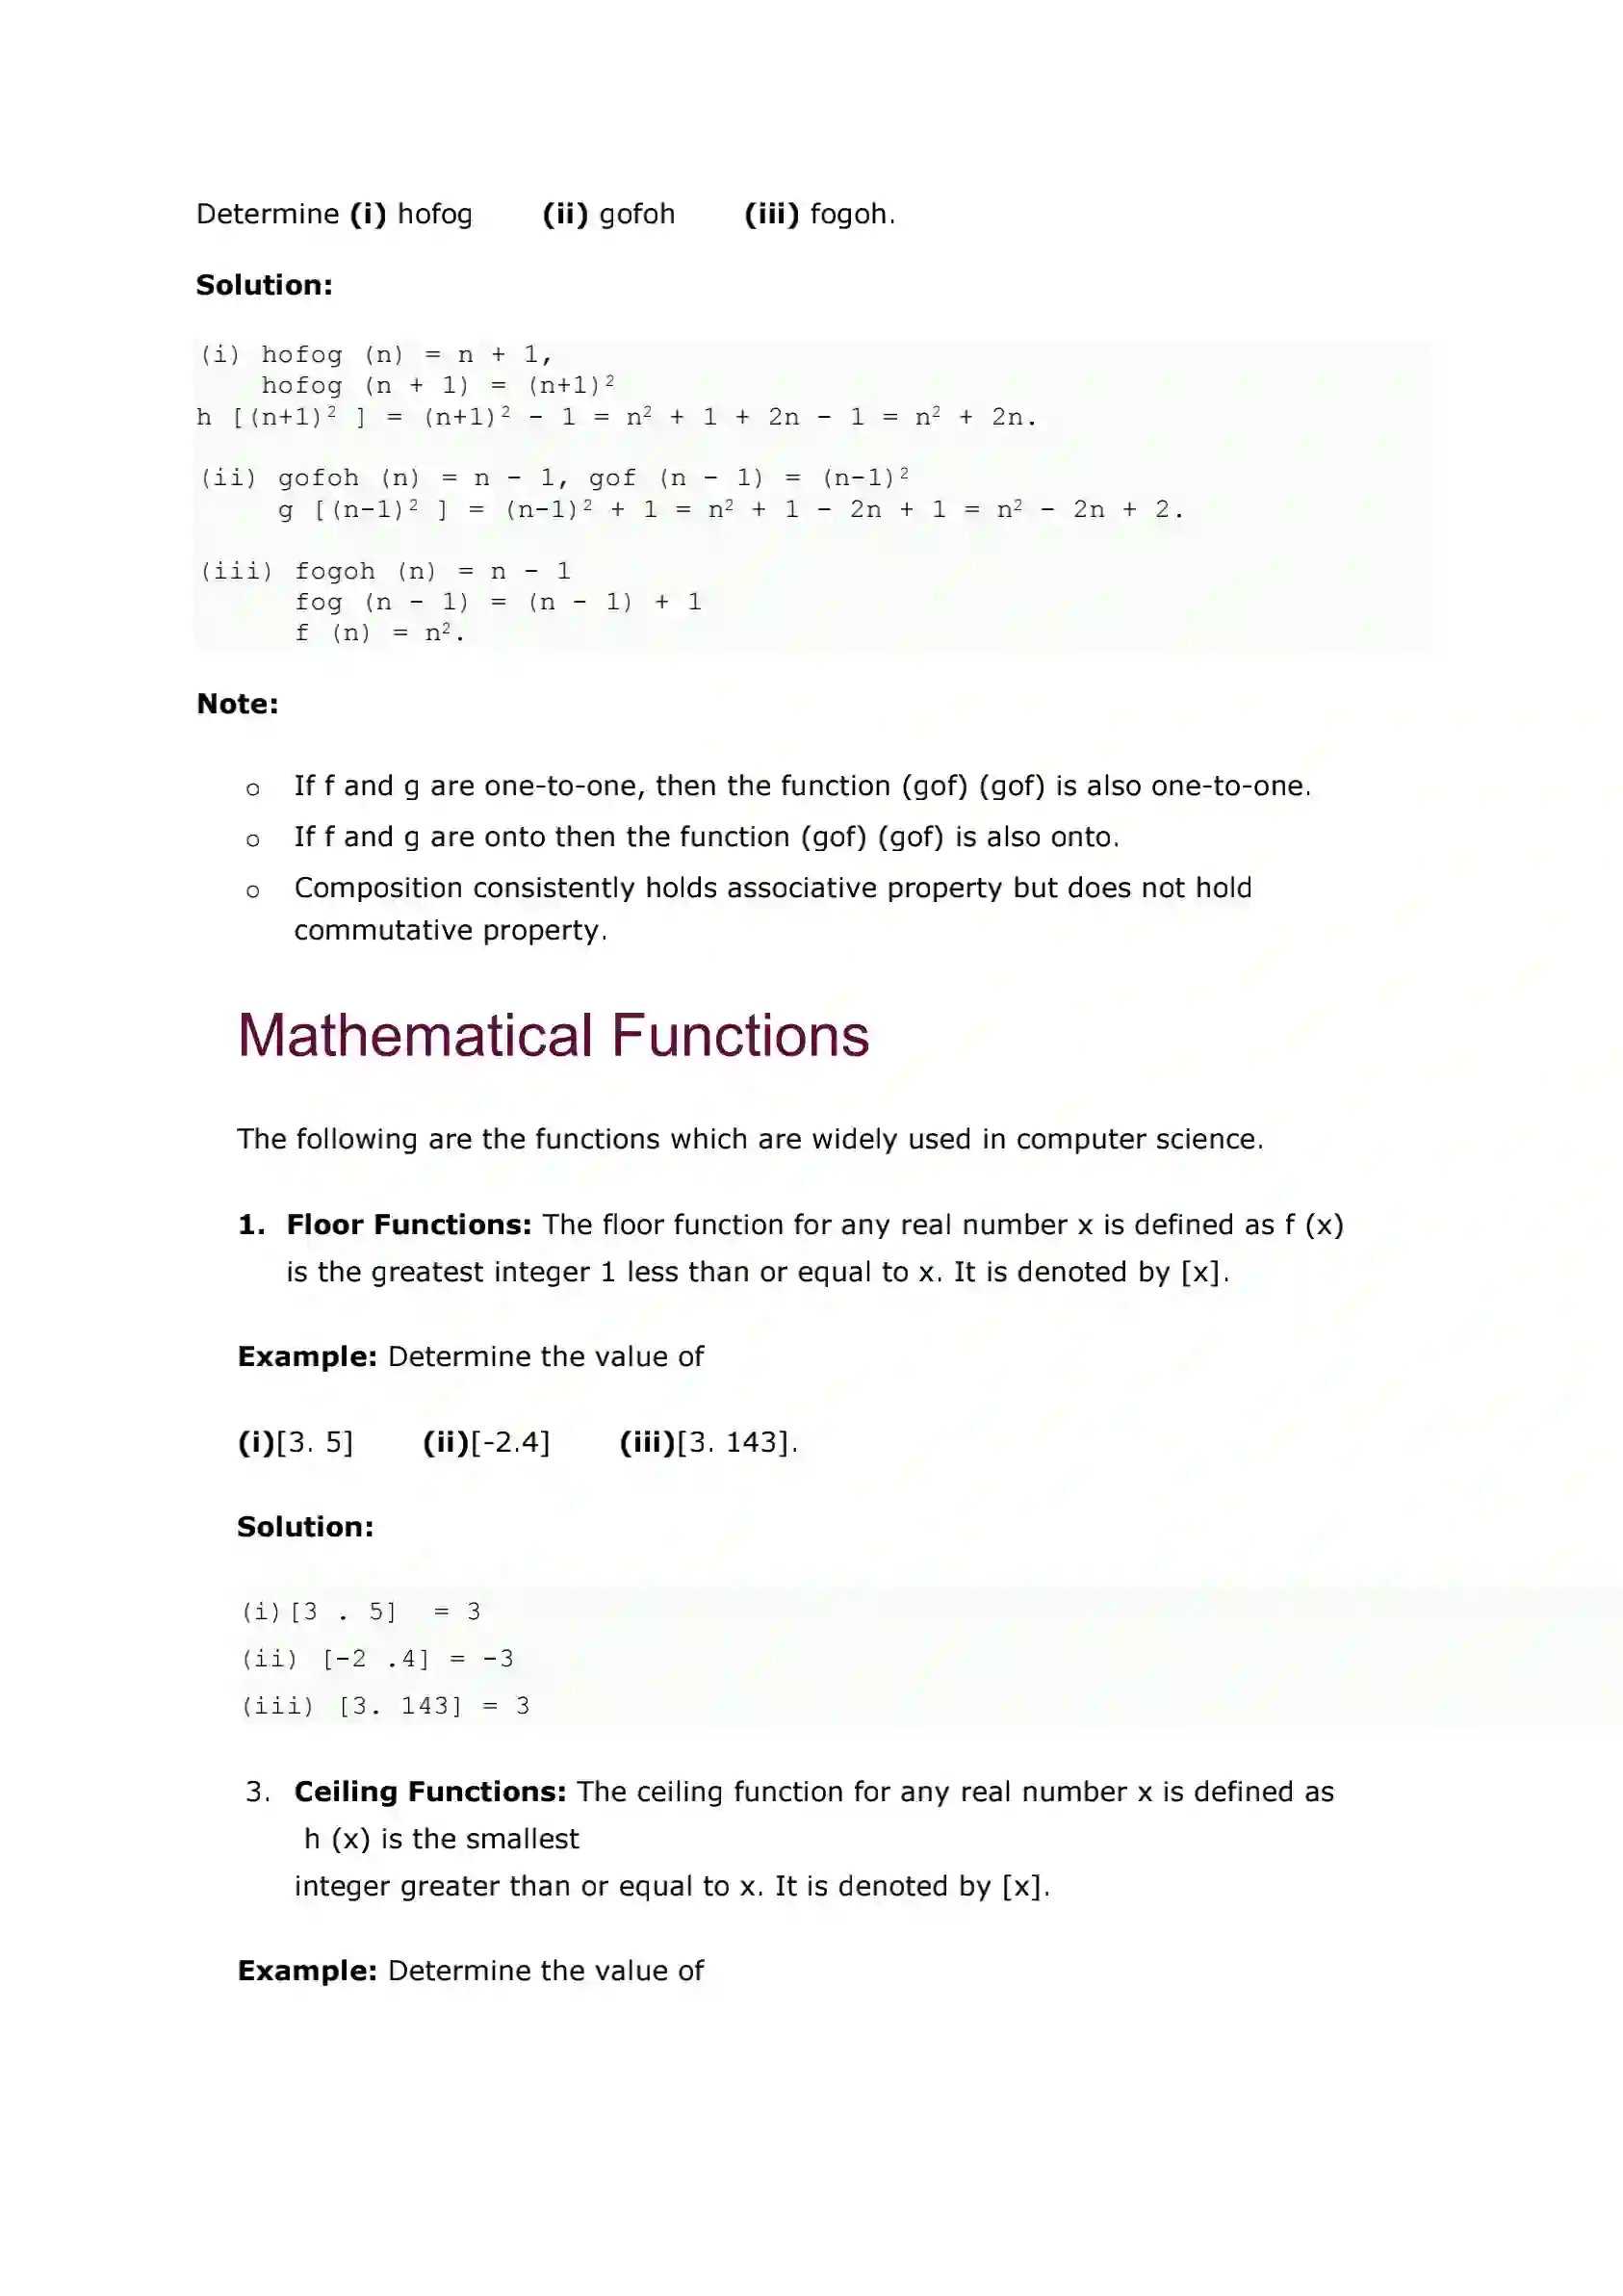 Determine (i) hofog (ii) gofoh (iii) fogoh.
Solution:
(i) hofog (n) = n + 1,
hofog (n + 1) = (n+1)²
h [(n+1)² ] = (n+1)² - 1 = n² + 1 + 2n - 1 = n² + 2n.
(ii) gofoh (n) = n - 1, gof (n - 1) = (n-1)²
g [(n-1)² ] = (n-1)² + 1 = n² + 1 - 2n + 1 = n² - 2n + 2.
(iii) fogoh (n) = n - 1
fog (n - 1) = (n - 1) + 1
f (n) = n².
Note:
o If f and g are one-to-one, then the function (gof) (gof) is also one-to-one.
o If f and g are onto then the function (gof) (gof) is also onto.
o Composition consistently holds associative property but does not hold
commutative property.
Mathematical Functions
The following are the functions which are widely used in computer science.
1. Floor Functions: The floor function for any real number x is defined as f (x)
is the greatest integer 1 less than or equal to x. It is denoted by [x].
Example: Determine the value of
(i)[3. 5] (ii)[-2.4] (iii)[3. 143].
Solution:
(i)[3 . 5] = 3
(ii) [-2 .4] = -3
(iii) [3. 143] = 3
3. Ceiling Functions: The ceiling function for any real number x is defined as
h (x) is the smallest
integer greater than or equal to x. It is denoted by [x].
Example: Determine the value of